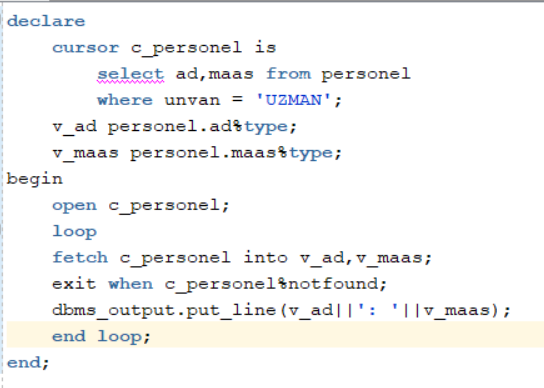 declare
    cursor c_personel is
        select ad,maas from personel
        where unvan = 'UZMAN';
    v_ad personel.ad%type;
    v_maas personel.maas%type;
begin
    open c_personel;
    loop
    fetch c_personel into v_ad,v_maas;
    exit when c_personel%notfound;
    dbms_output.put_line(v_ad||': '||v_maas);
    end loop;
end;